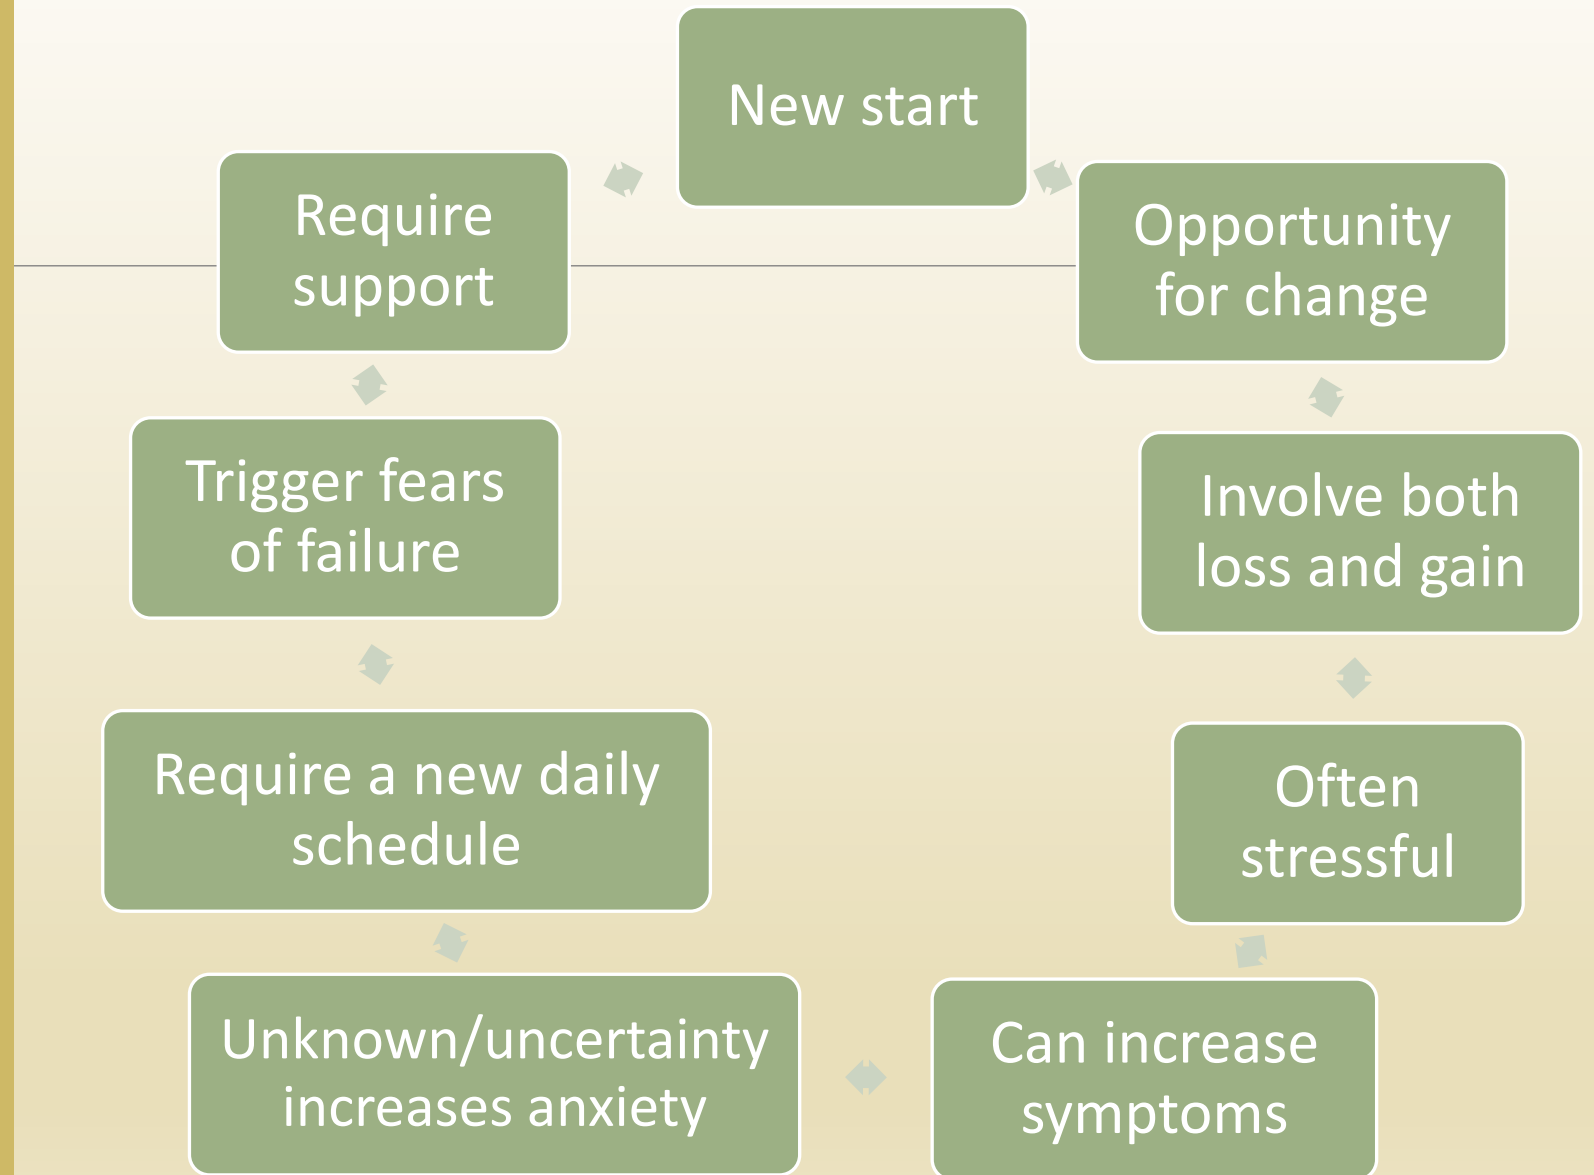 New start
Opportunity
for change
Involve both
loss and gain
Often
stressful
Can increase
symptoms
Unknown/uncertainty
increases anxiety
Require a new daily
schedule
Trigger fears
of failure
Require
support